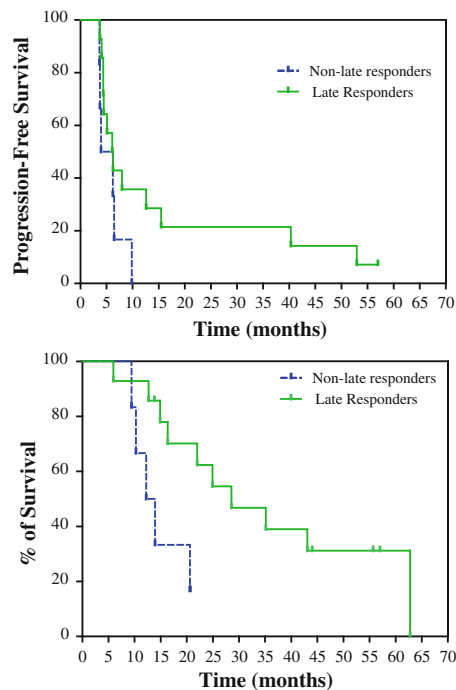 Progression-Free Survival
100
80
60
40
20
0
Non-late responders
Late Responders
0 5 10 15 20 25 30 35 40 45 50 55 60 65 70
Time (months)
% of Survival
100
80
60
40
20
0
Non-late responders
Late Responders
0 5 10 15 20 25 30 35 40 45 50 55 60 65 70
Time (months)